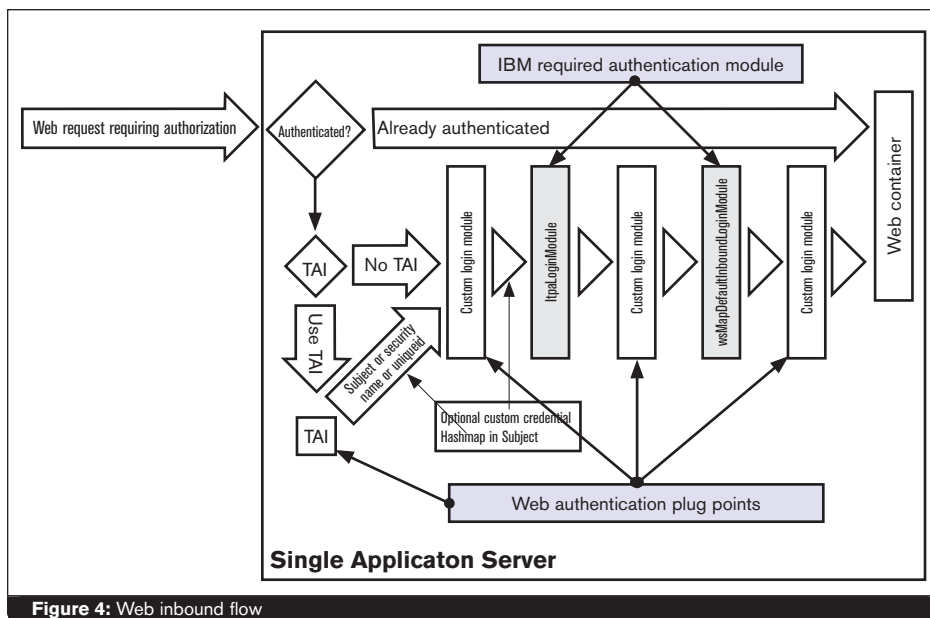 IBM required authentication module
Web request requiring authorization
Authenticated?
Already authenticated
Web container
TAI
No TAI
Custom login module
ltpaLoginModule
Custom login module
wsMapDefaultInboundLoginModule
Custom login module
Use TAI
Subject or security
name or uniqueid
Optional custom credential
Hashmap in Subject
TAI
Web authentication plug points
Single Applicaton Server
Figure 4: Web inbound flow